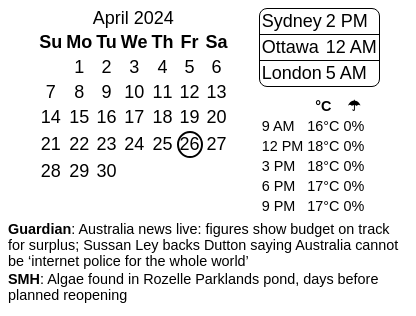 April 2024
Su Mo Tu We Th Fr Sa
1 2 3 4 5 6
7 8 9 10 11 12 13
14 15 16 17 18 19 20
21 22 23 24 25 26 27
28 29 30
Sydney 2 PM
Ottawa 12 AM
London 5 AM
°C ☂
9 AM 16°C 0%
12 PM 18°C 0%
3 PM 18°C 0%
6 PM 17°C 0%
9 PM 17°C 0%
Guardian: Australia news live: figures show budget on track
for surplus; Sussan Ley backs Dutton saying Australia cannot
be ‘internet police for the whole world’
SMH: Algae found in Rozelle Parklands pond, days before
planned reopening